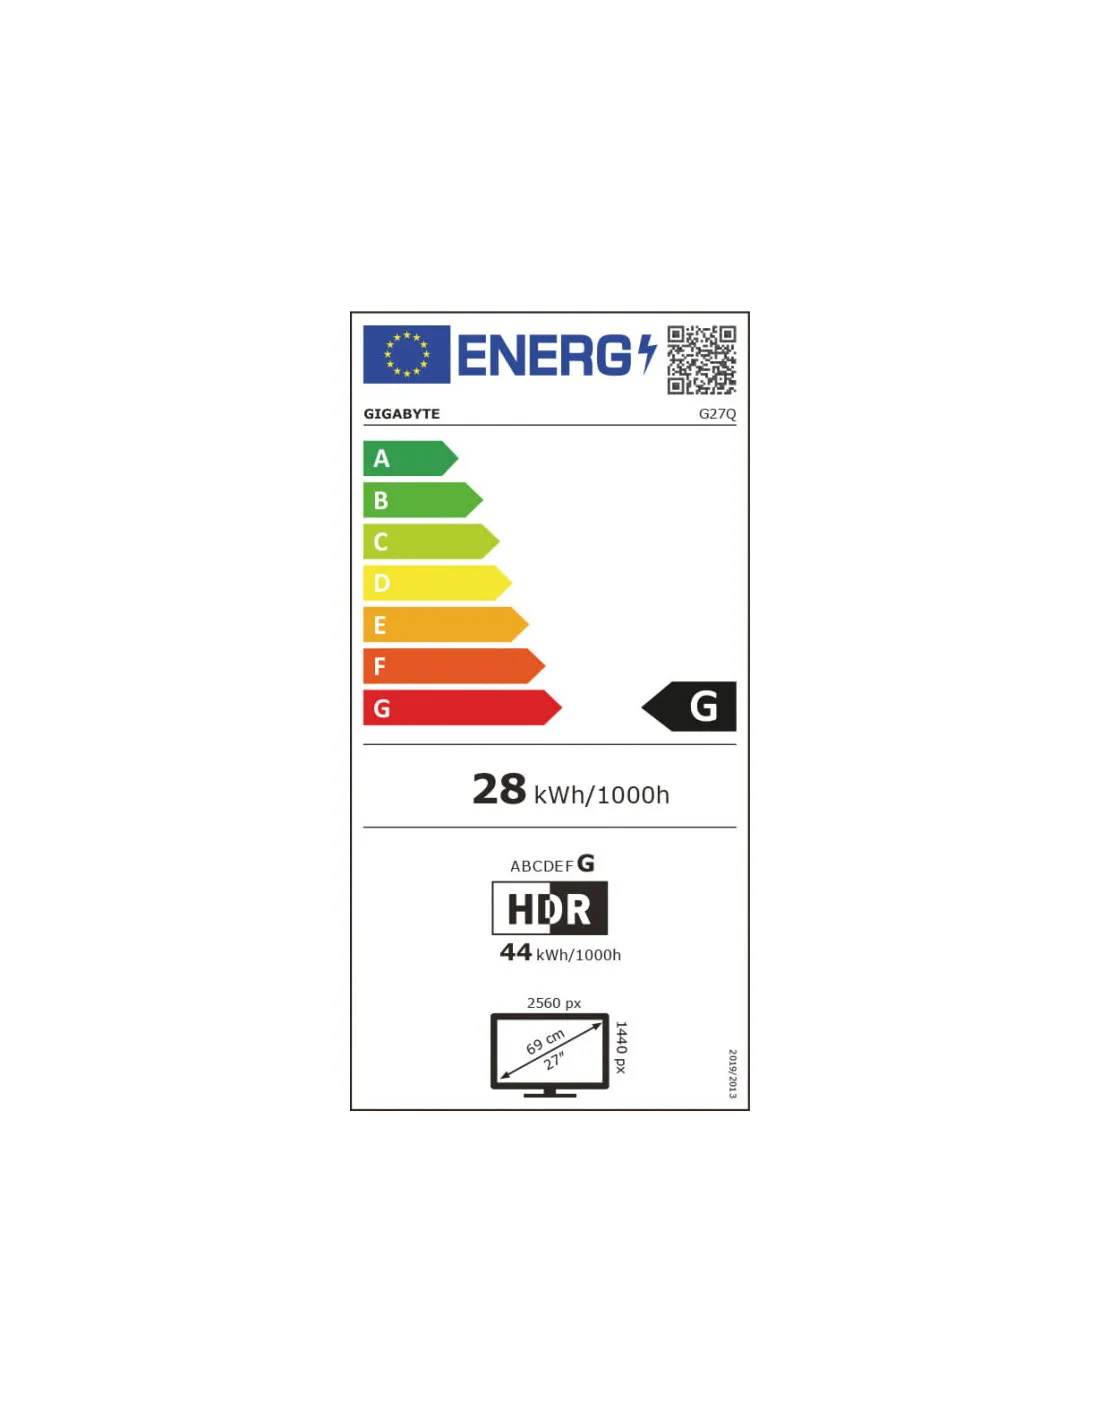 ENERG
GIGABYTE G27Q
A
B
C
D
E
F
G
G
28 kWh/1000h
ABCDEFG
HDR
44 kWh/1000h
2560 px
69 cm
27"
1440 px
2019/2013